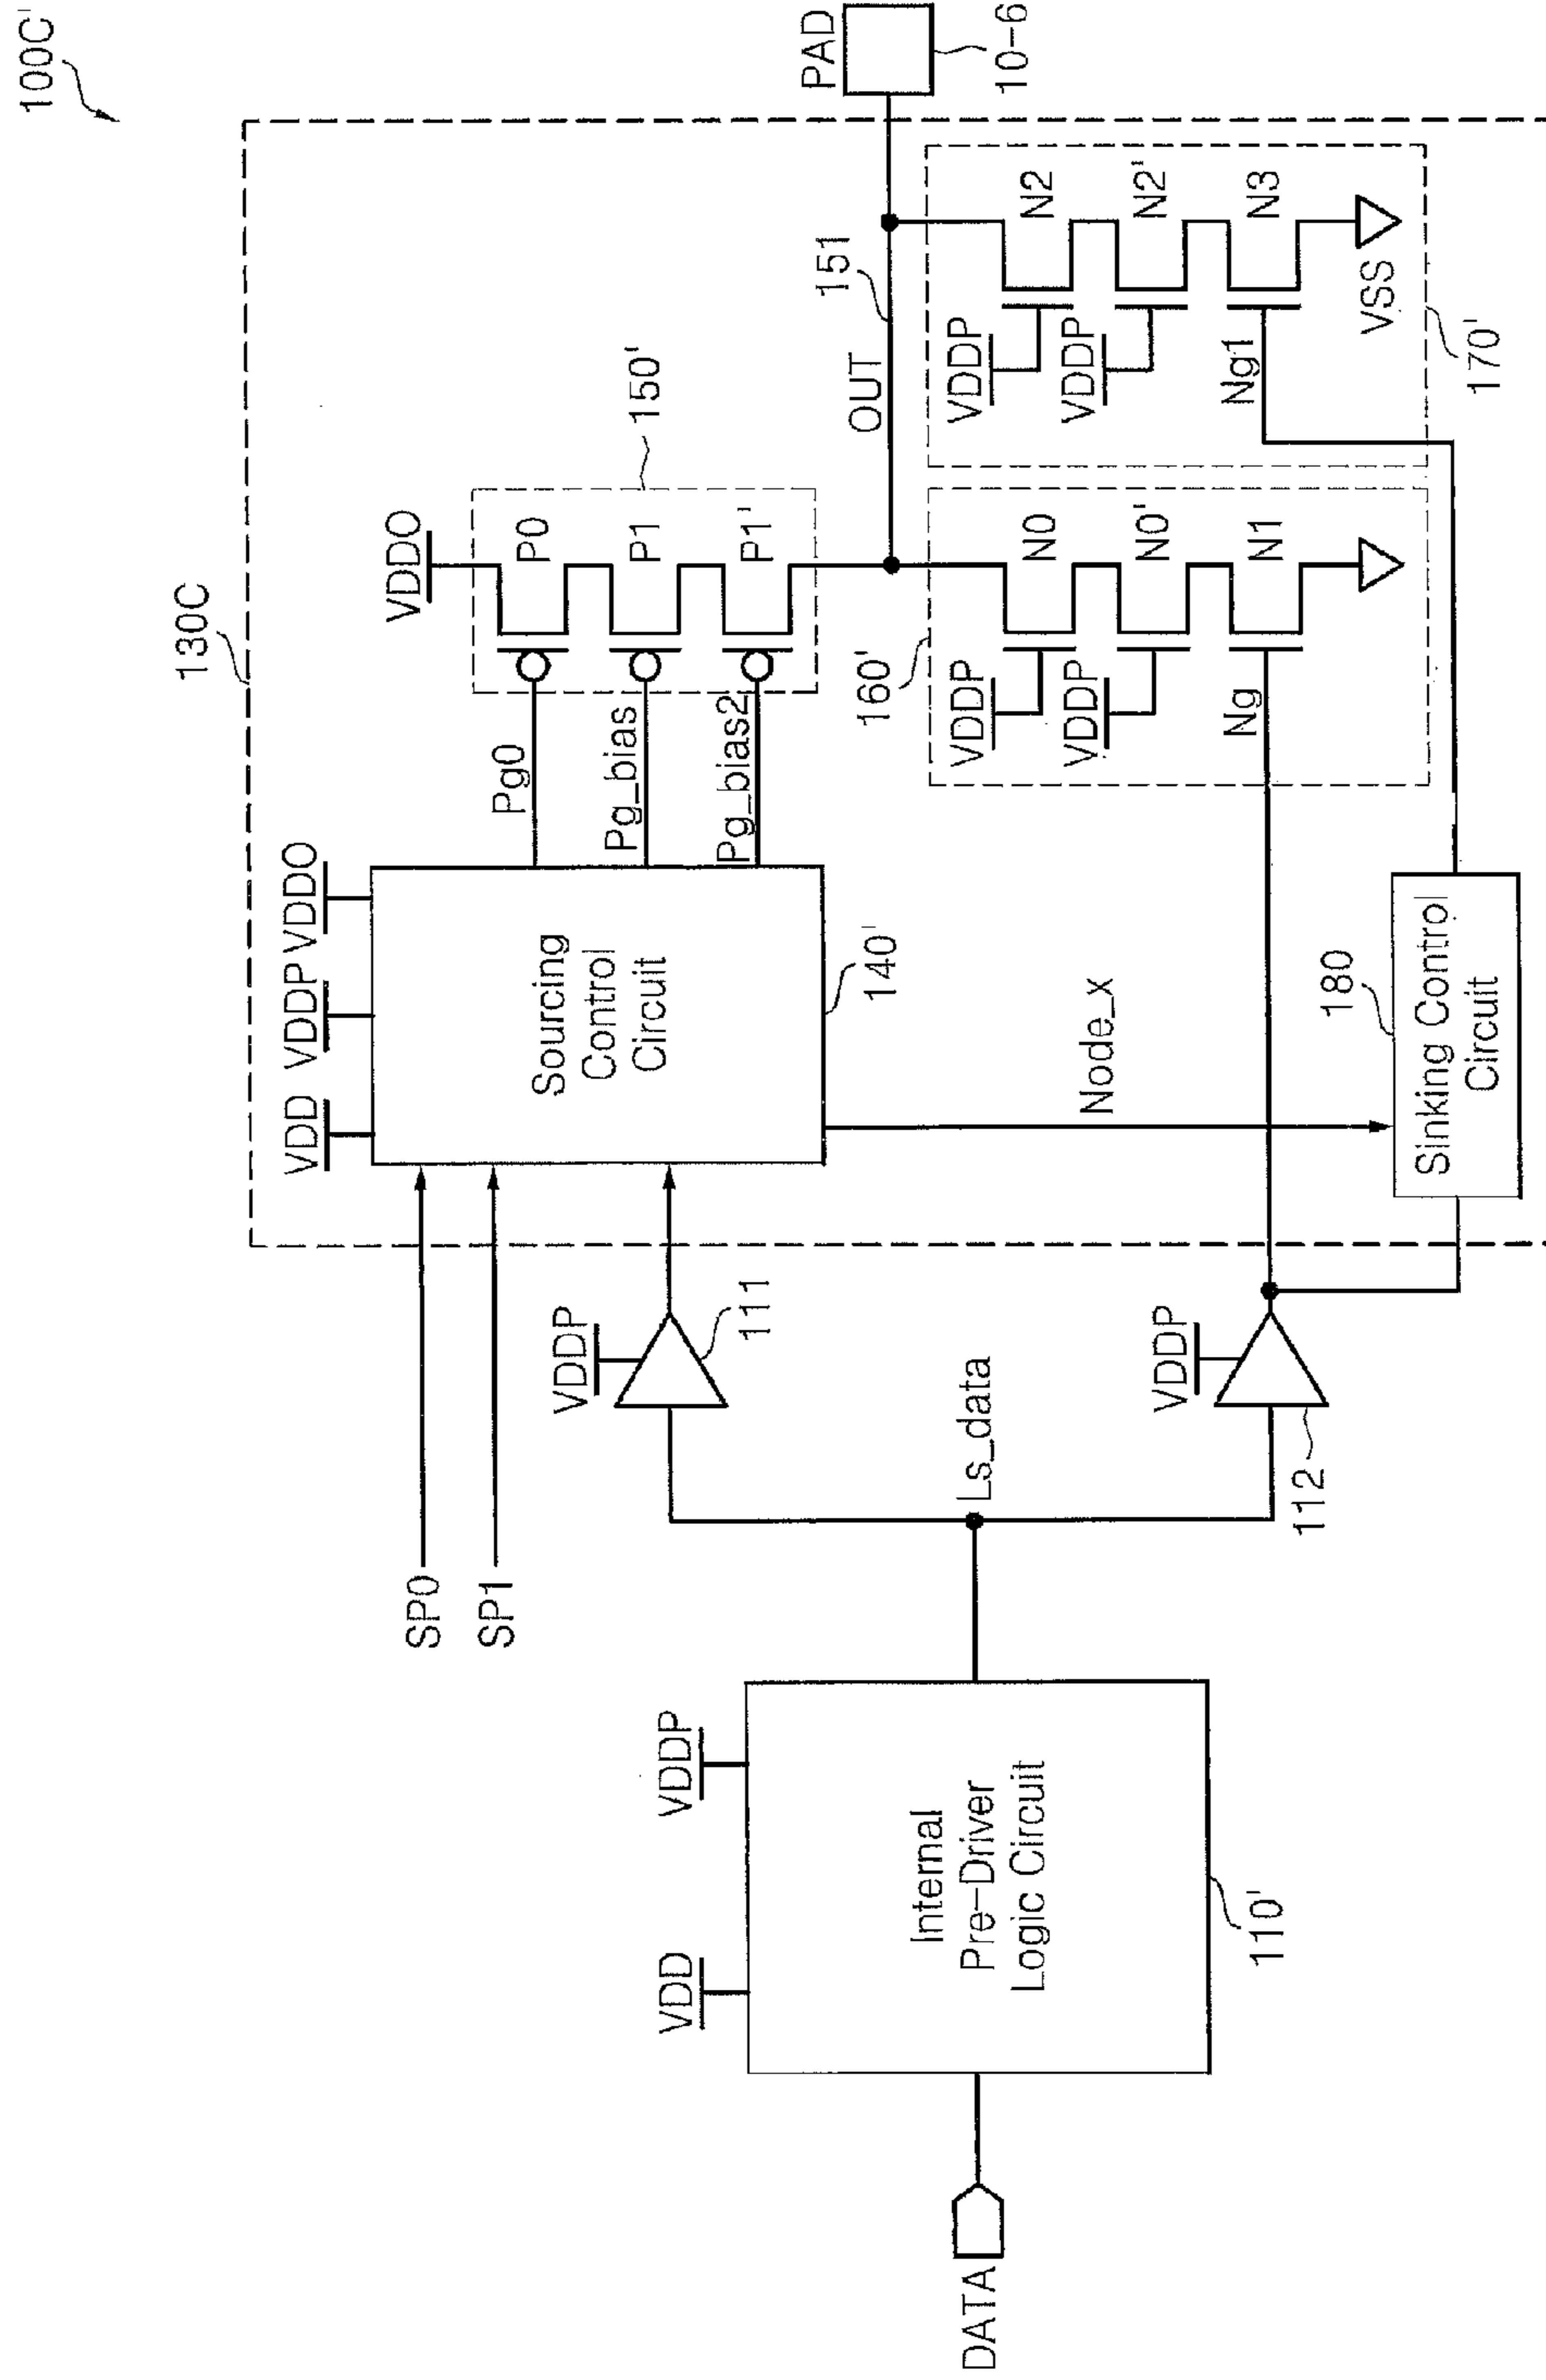 100C'
130C
VDD
VDDP
VDDO
SP0
SP1
Sourcing
Control
Circuit
140'
Pg0
Pg_bias
Pg_bias2
VDDO
P0
P1
P1'
150'
OUT
151
PAD
10-6
VDD
VDDP
DATA
Internal
Pre-Driver
Logic Circuit
110'
Ls_data
VDDP
111
VDDP
112
Node_x
180
Sinking Control
Circuit
160'
VDDP
VDDP
Ng
N0
N0'
N1
VDDP
VDDP
Ng1
N2
N2'
N3
VSS
170'